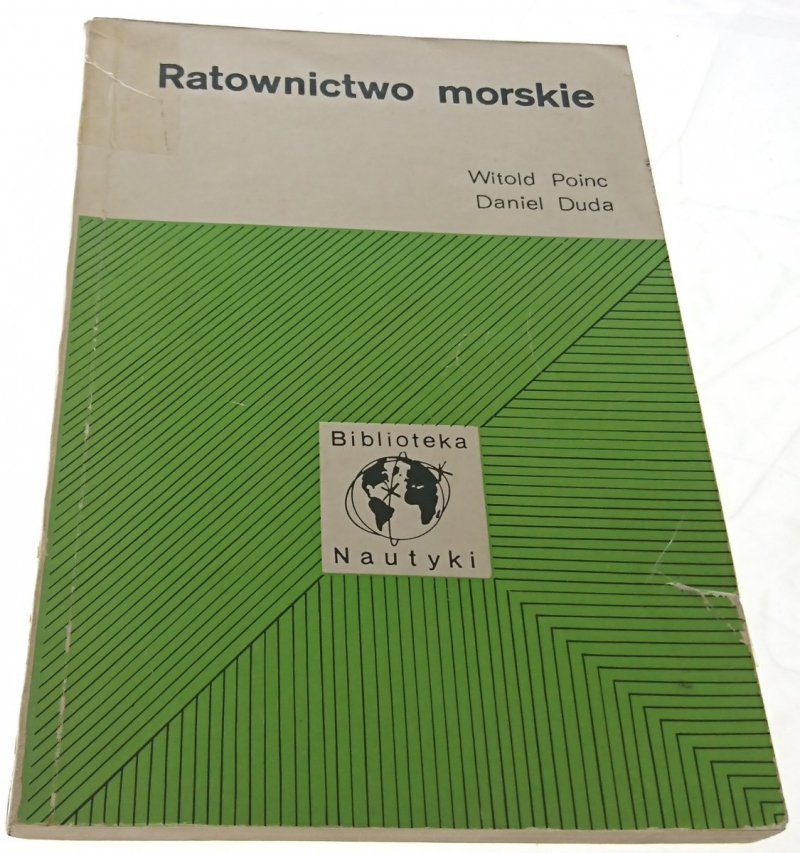 Ratownictwo morskie
Witold Poinc
Daniel Duda
Biblioteka
Nautyki